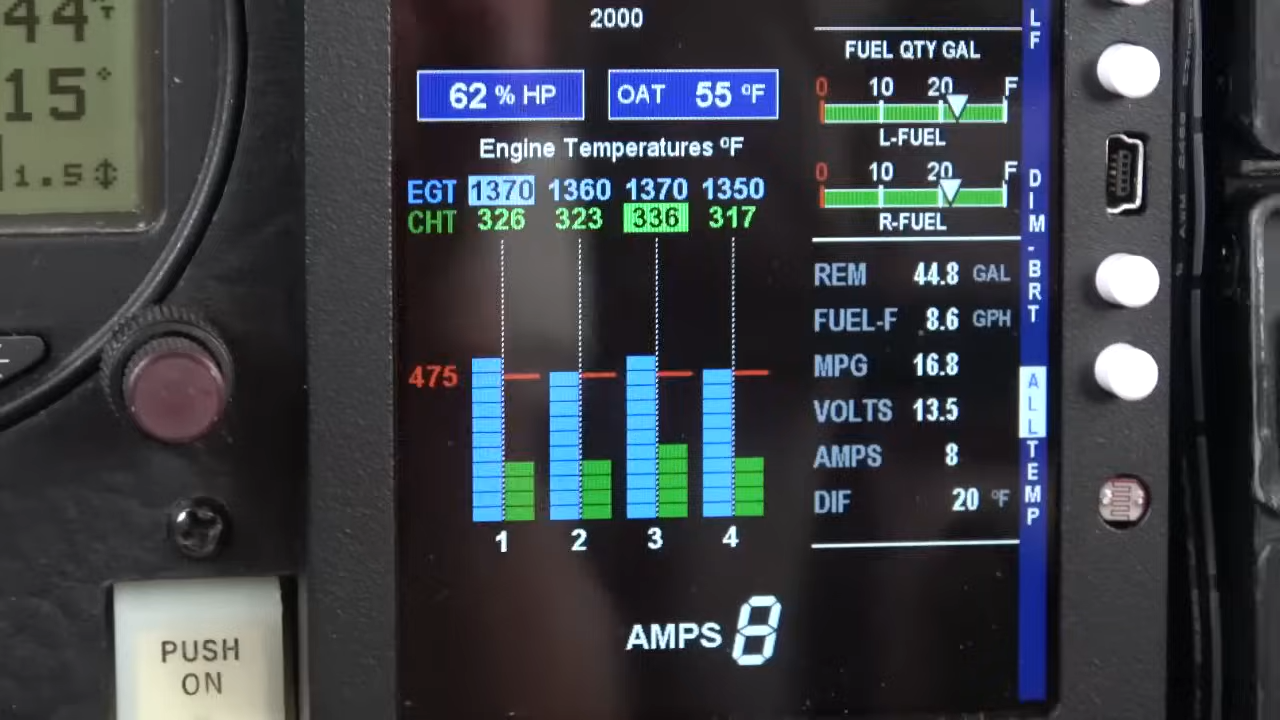 44°
15°
1.5
PUSH
ON
2000
62 % HP
OAT 55 ºF
Engine Temperatures ºF
EGT 1370 1360 1370 1350
CHT 326 323 336 317
475
1 2 3 4
AMPS 8
FUEL QTY GAL
0 10 20 F
L-FUEL
0 10 20 F
R-FUEL
REM 44.8 GAL
FUEL-F 8.6 GPH
MPG 16.8
VOLTS 13.5
AMPS 8
DIF 20 ºF
LF
DIM-BRT
ALL TEMP